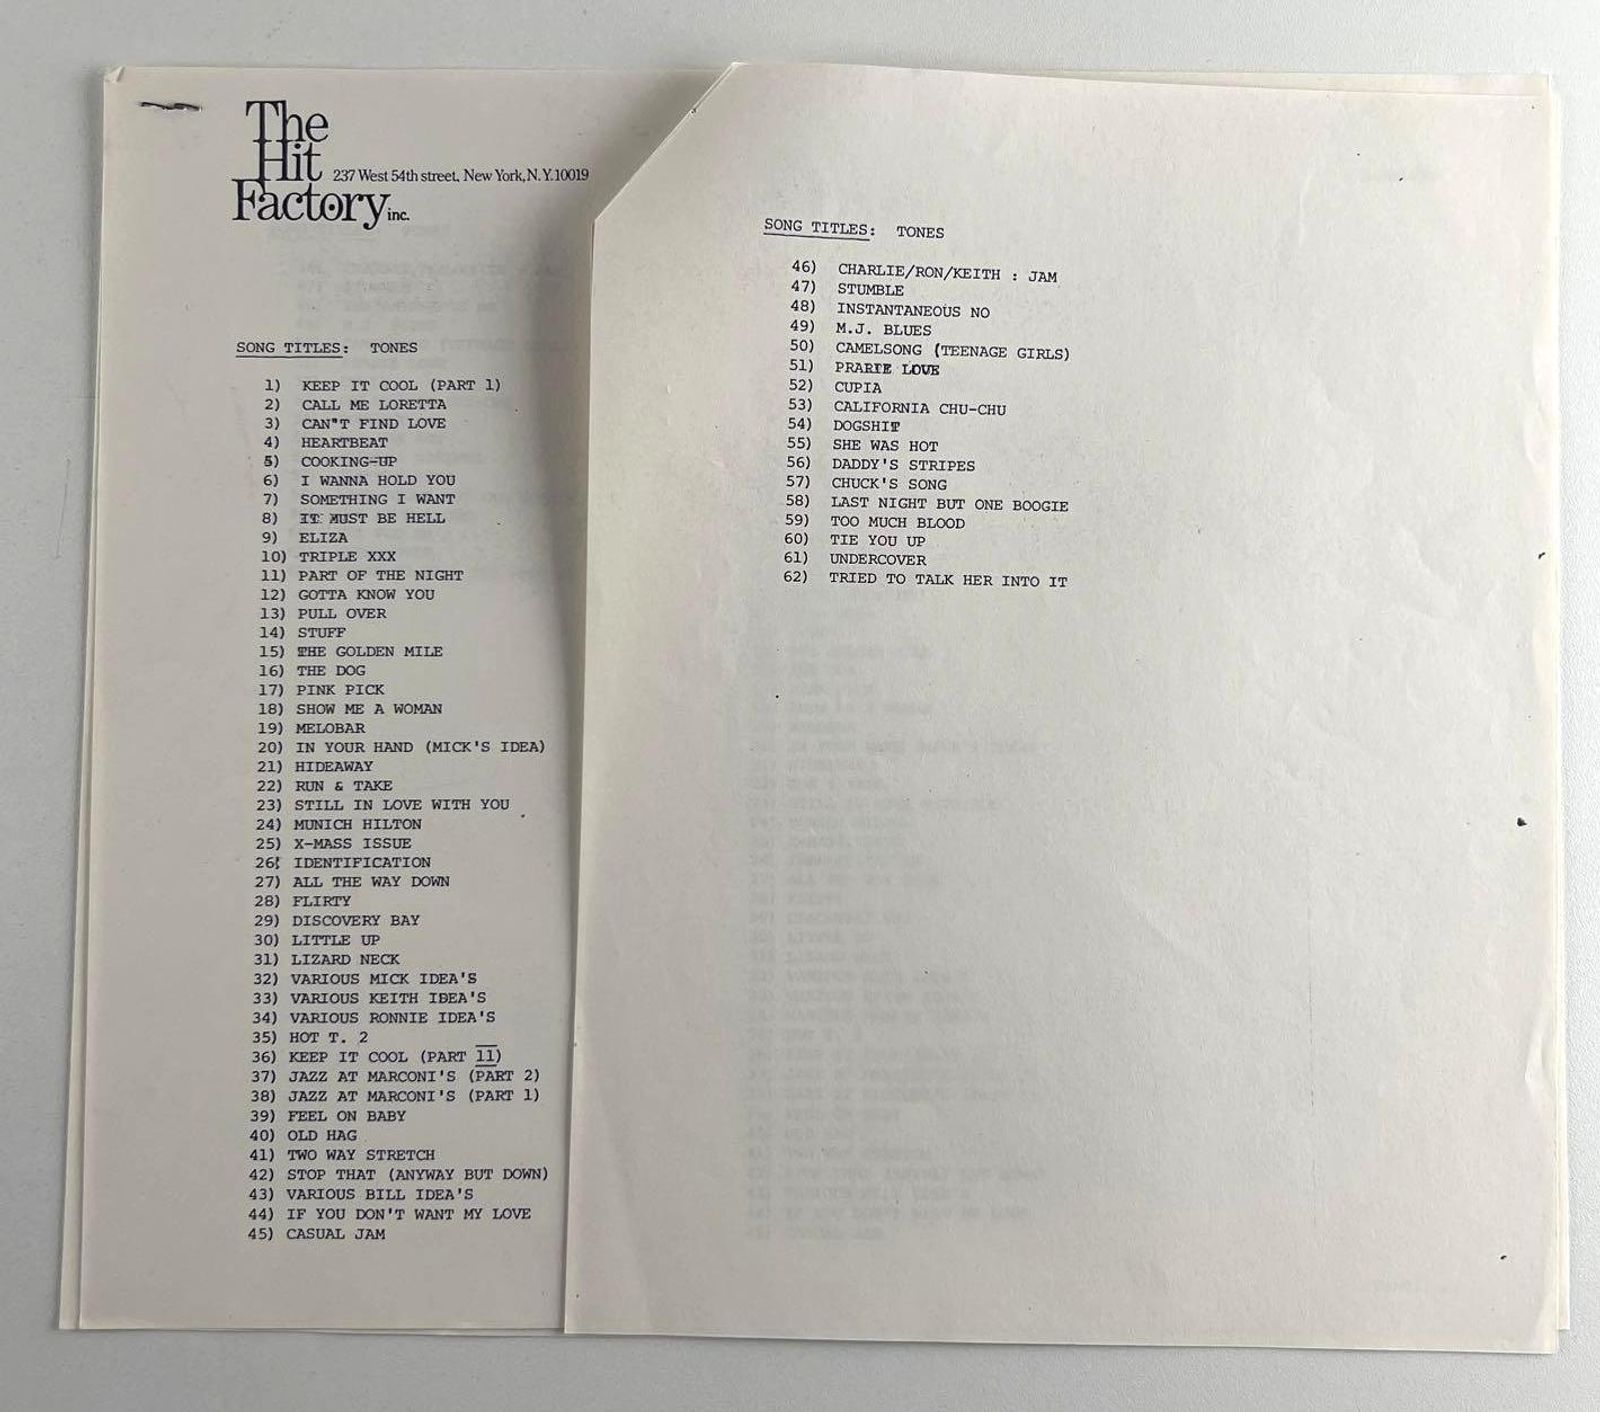 The
Hit
Factory inc.
237 West 54th street, New York, N.Y. 10019
SONG TITLES: TONES
1) KEEP IT COOL (PART 1)
2) CALL ME LORETTA
3) CAN"T FIND LOVE
4) HEARTBEAT
5) COOKING-UP
6) I WANNA HOLD YOU
7) SOMETHING I WANT
8) IT MUST BE HELL
9) ELIZA
10) TRIPLE XXX
11) PART OF THE NIGHT
12) GOTTA KNOW YOU
13) PULL OVER
14) STUFF
15) THE GOLDEN MILE
16) THE DOG
17) PINK PICK
18) SHOW ME A WOMAN
19) MELOBAR
20) IN YOUR HAND (MICK'S IDEA)
21) HIDEAWAY
22) RUN & TAKE
23) STILL IN LOVE WITH YOU
24) MUNICH HILTON
25) X-MASS ISSUE
26) IDENTIFICATION
27) ALL THE WAY DOWN
28) FLIRTY
29) DISCOVERY BAY
30) LITTLE UP
31) LIZARD NECK
32) VARIOUS MICK IDEA'S
33) VARIOUS KEITH IDEA'S
34) VARIOUS RONNIE IDEA'S
35) HOT T. 2
36) KEEP IT COOL (PART 11)
37) JAZZ AT MARCONI'S (PART 2)
38) JAZZ AT MARCONI'S (PART 1)
39) FEEL ON BABY
40) OLD HAG
41) TWO WAY STRETCH
42) STOP THAT (ANYWAY BUT DOWN)
43) VARIOUS BILL IDEA'S
44) IF YOU DON'T WANT MY LOVE
45) CASUAL JAM
SONG TITLES: TONES
46) CHARLIE/RON/KEITH : JAM
47) STUMBLE
48) INSTANTANEOUS NO
49) M.J. BLUES
50) CAMELSONG (TEENAGE GIRLS)
51) PRARIE LOVE
52) CUPIA
53) CALIFORNIA CHU-CHU
54) DOGSHIT
55) SHE WAS HOT
56) DADDY'S STRIPES
57) CHUCK'S SONG
58) LAST NIGHT BUT ONE BOOGIE
59) TOO MUCH BLOOD
60) TIE YOU UP
61) UNDERCOVER
62) TRIED TO TALK HER INTO IT